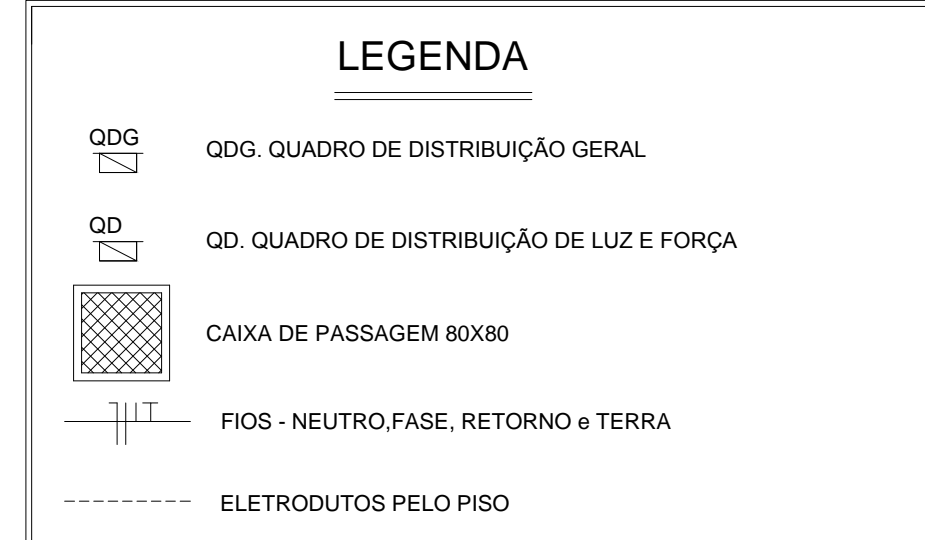 LEGENDA
QDG
QDG. QUADRO DE DISTRIBUIÇÃO GERAL
QD
QD. QUADRO DE DISTRIBUIÇÃO DE LUZ E FORÇA
CAIXA DE PASSAGEM 80X80
FIOS - NEUTRO,FASE, RETORNO e TERRA
ELETRODUTOS PELO PISO